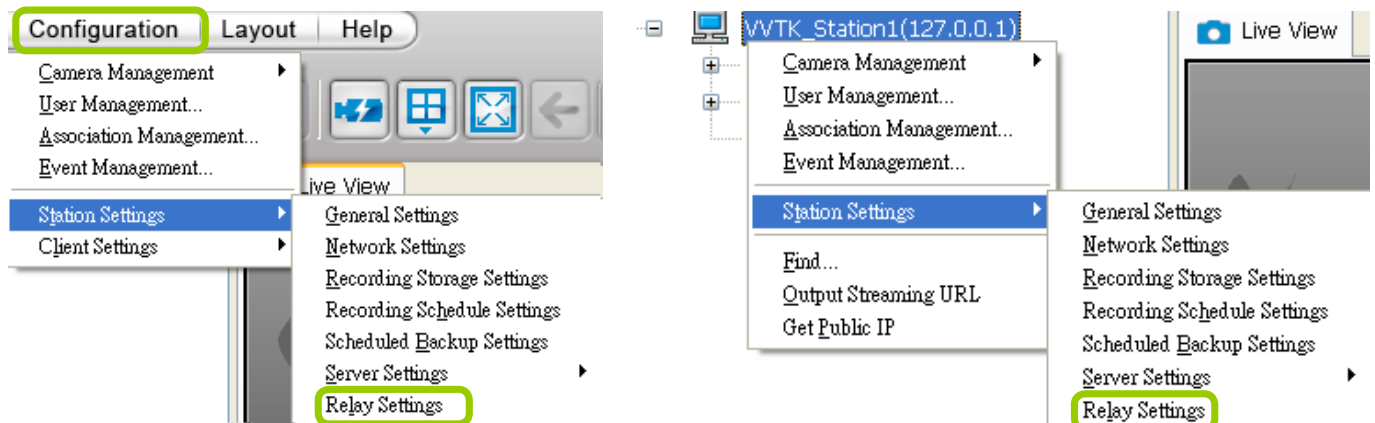 Configuration Layout Help
Camera Management
User Management...
Association Management...
Event Management...
Live View
Station Settings
Client Settings
General Settings
Network Settings
Recording Storage Settings
Recording Schedule Settings
Scheduled Backup Settings
Server Settings
Relay Settings
VVTK_Station1(127.0.0.1)
Live View
Camera Management
User Management...
Association Management...
Event Management...
Station Settings
Find...
Output Streaming URL
Get Public IP
General Settings
Network Settings
Recording Storage Settings
Recording Schedule Settings
Scheduled Backup Settings
Server Settings
Relay Settings